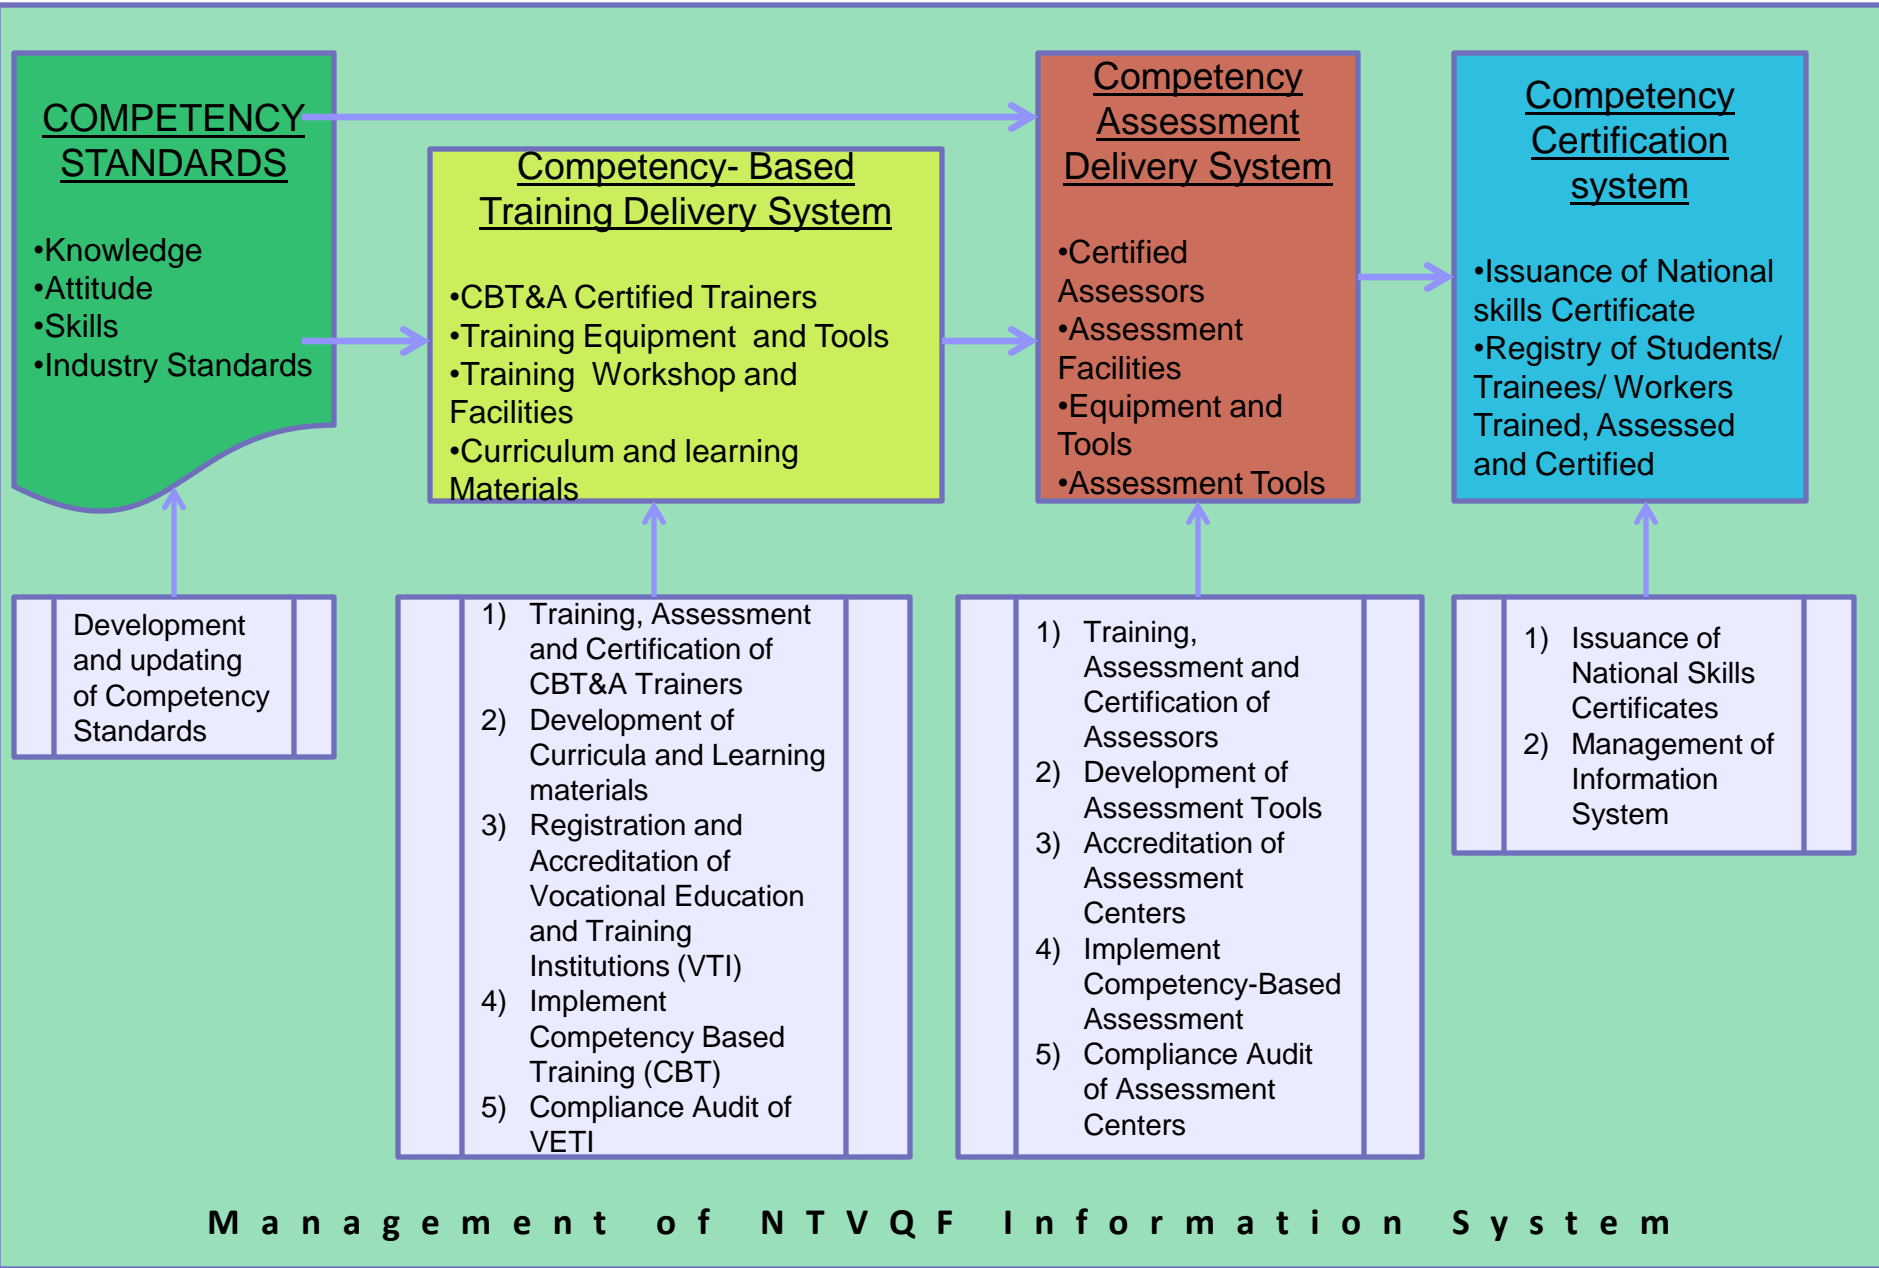 COMPETENCY
STANDARDS
•Knowledge
•Attitude
•Skills
•Industry Standards
Competency- Based
Training Delivery System
•CBT&A Certified Trainers
•Training Equipment and Tools
•Training Workshop and
Facilities
•Curriculum and learning
Materials
Competency
Assessment
Delivery System
•Certified
Assessors
•Assessment
Facilities
•Equipment and
Tools
•Assessment Tools
Competency
Certification
system
•Issuance of National
skills Certificate
•Registry of Students/
Trainees/ Workers
Trained, Assessed
and Certified
Development
and updating
of Competency
Standards
1) Training, Assessment
and Certification of
CBT&A Trainers
2) Development of
Curricula and Learning
materials
3) Registration and
Accreditation of
Vocational Education
and Training
Institutions (VTI)
4) Implement
Competency Based
Training (CBT)
5) Compliance Audit of
VETI
1) Training,
Assessment and
Certification of
Assessors
2) Development of
Assessment Tools
3) Accreditation of
Assessment
Centers
4) Implement
Competency-Based
Assessment
5) Compliance Audit
of Assessment
Centers
1) Issuance of
National Skills
Certificates
2) Management of
Information
System
Management of NTVQF Information System